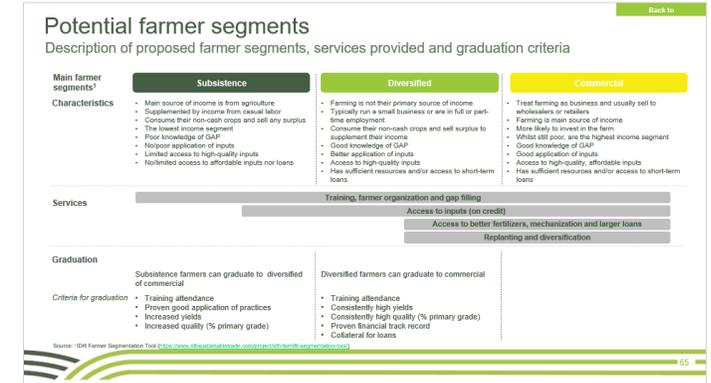 Back to
Potential farmer segments
Description of proposed farmer segments, services provided and graduation criteria
Main farmer segments¹
Subsistence
Diversified
Commercial
Characteristics
• Main source of income is from agriculture
• Supplemented by income from casual labor
• Consume their non-cash crops and sell any surplus
• The lowest income segment
• Poor knowledge of GAP
• No/poor application of inputs
• Limited access to high-quality inputs
• No/limited access to affordable inputs nor loans
• Farming is not their primary source of income
• Typically run a small business or are in full or part-
time employment
• Consume their non-cash crops and sell surplus to
supplement their income
• Good knowledge of GAP
• Better application of inputs
• Access to high-quality inputs
• Has sufficient resources and/or access to short-term
loans
• Treat farming as business and usually sell to
wholesalers or retailers
• Farming is main source of income
• More likely to invest in the farm
• Whilst still poor, are the highest income segment
• Good knowledge of GAP
• Good application of inputs
• Access to high-quality, affordable inputs
• Has sufficient resources and/or access to short-term
loans
Services
Training, farmer organization and gap filling
Access to inputs (on credit)
Access to better fertilizers, mechanization and larger loans
Replanting and diversification
Graduation
Subsistence farmers can graduate to diversified
of commercial
Diversified farmers can graduate to commercial
Criteria for graduation
• Training attendance
• Proven good application of practices
• Increased yields
• Increased quality (% primary grade)
• Training attendance
• Consistently high yields
• Consistently high quality (% primary grade)
• Proven financial track record
• Collateral for loans
Source: ¹IDH Farmer Segmentation Tool (https://www.idhsustainabletrade.com/project/idh-farmfit-segmentation-tool/)
65